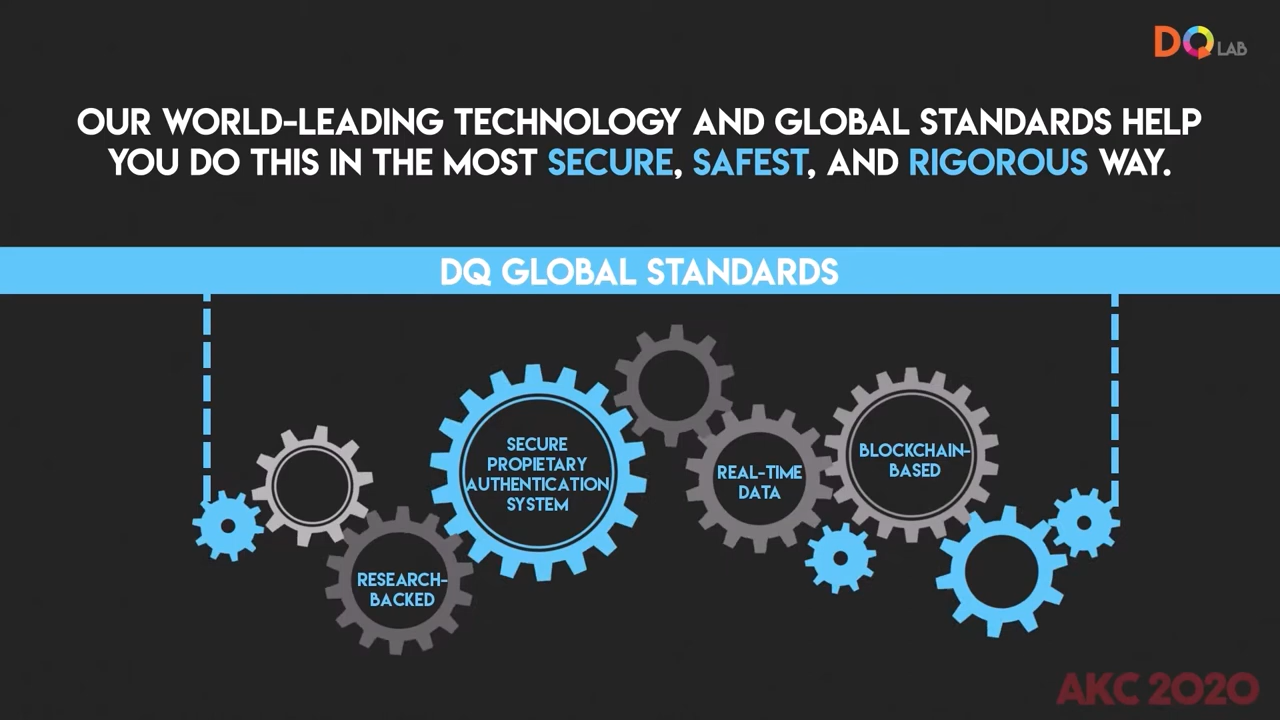 DQ LAB
OUR WORLD-LEADING TECHNOLOGY AND GLOBAL STANDARDS HELP
YOU DO THIS IN THE MOST SECURE, SAFEST, AND RIGOROUS WAY.
DQ GLOBAL STANDARDS
SECURE
PROPIETARY
AUTHENTICATION
SYSTEM
REAL-TIME
DATA
BLOCKCHAIN-
BASED
RESEARCH-
BACKED
AKC 2020